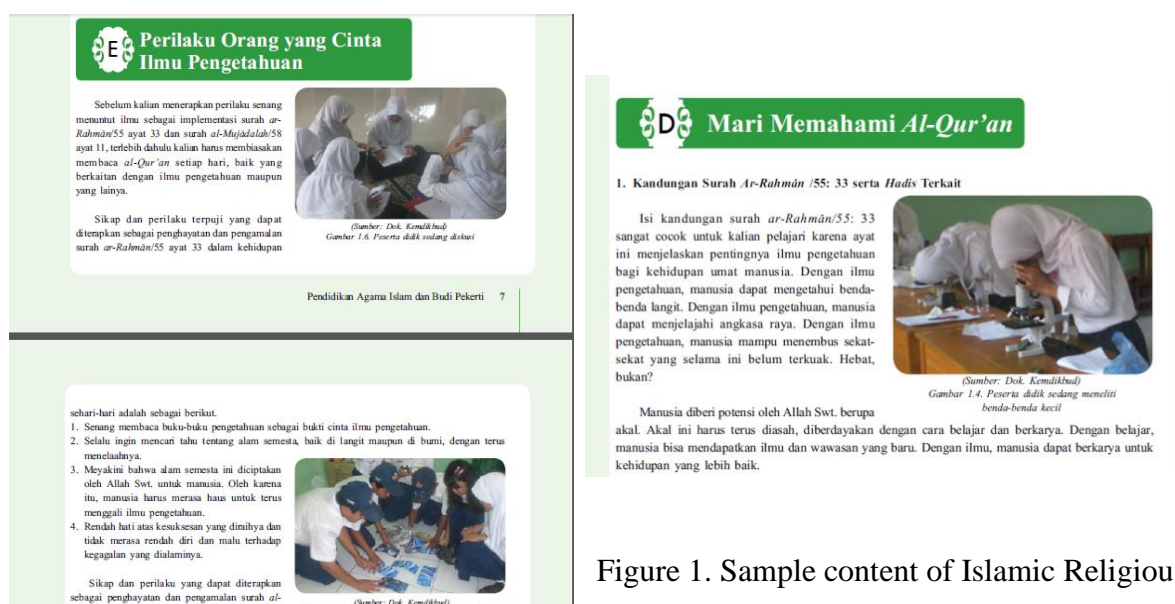 E
Perilaku Orang yang Cinta
Ilmu Pengetahuan
Sebelum kalian menerapkan perilaku senang
menuntut ilmu sebagai implementasi surah ar-
Rahmān/55 ayat 33 dan surah al-Mujādalah/58
ayat 11, terlebih dahulu kalian harus membiasakan
membaca al-Qur'an setiap hari, baik yang
berkaitan dengan ilmu pengetahuan maupun
yang lainya.
Sikap dan perilaku terpuji yang dapat
diterapkan sebagai penghayatan dan pengamalan
surah ar-Rahmān/55 ayat 33 dalam kehidupan
(Sumber: Dok. Kemdikbud)
Gambar 1.6. Peserta didik sedang diskusi
Pendidikan Agama Islam dan Budi Pekerti 7
sehari-hari adalah sebagai berikut.
1. Senang membaca buku-buku pengetahuan sebagai bukti cinta ilmu pengetahuan.
2. Selalu ingin mencari tahu tentang alam semesta, baik di langit maupun di bumi, dengan terus
menelaahnya.
3. Meyakini bahwa alam semesta ini diciptakan
oleh Allah Swt. untuk manusia. Oleh karena
itu, manusia harus merasa haus untuk terus
menggali ilmu pengetahuan.
4. Rendah hati atas kesuksesan yang diraihya dan
tidak merasa rendah diri dan malu terhadap
kegagalan yang dialaminya.
Sikap dan perilaku yang dapat diterapkan
sebagai penghayatan dan pengamalan surah al-
(Sumber: Dok. Kemdikbud)
D
Mari Memahami Al-Qur'an
1. Kandungan Surah Ar-Rahmān /55: 33 serta Hadis Terkait
Isi kandungan surah ar-Rahmān/55: 33
sangat cocok untuk kalian pelajari karena ayat
ini menjelaskan pentingnya ilmu pengetahuan
bagi kehidupan umat manusia. Dengan ilmu
pengetahuan, manusia dapat mengetahui benda-
benda langit. Dengan ilmu pengetahuan, manusia
dapat menjelajahi angkasa raya. Dengan ilmu
pengetahuan, manusia mampu menembus sekat-
sekat yang selama ini belum terkuak. Hebat,
bukan?
(Sumber: Dok. Kemdikbud)
Gambar 1.4. Peserta didik sedang meneliti
benda-benda kecil
Manusia diberi potensi oleh Allah Swt. berupa
akal. Akal ini harus terus diasah, diberdayakan dengan cara belajar dan berkarya. Dengan belajar,
manusia bisa mendapatkan ilmu dan wawasan yang baru. Dengan ilmu, manusia dapat berkarya untuk
kehidupan yang lebih baik.
Figure 1. Sample content of Islamic Religiou